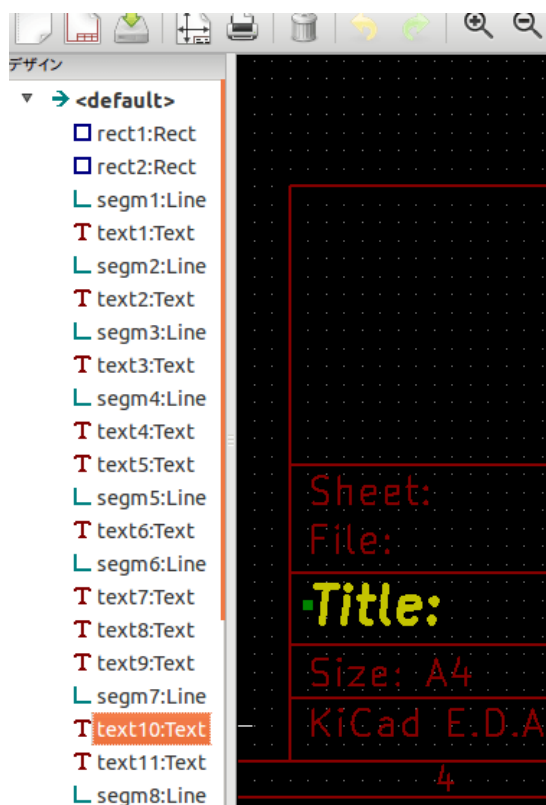 デザイン
<default>
rect1:Rect
rect2:Rect
segm1:Line
text1:Text
segm2:Line
text2:Text
segm3:Line
text3:Text
segm4:Line
text4:Text
text5:Text
segm5:Line
text6:Text
segm6:Line
text7:Text
text8:Text
text9:Text
segm7:Line
text10:Text
text11:Text
segm8:Line
Sheet:
File:
Title:
Size: A4
KiCad E.D.A
4